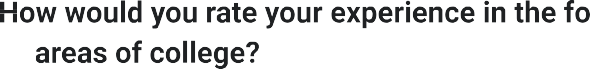 How would you rate your experience in the fo
areas of college?